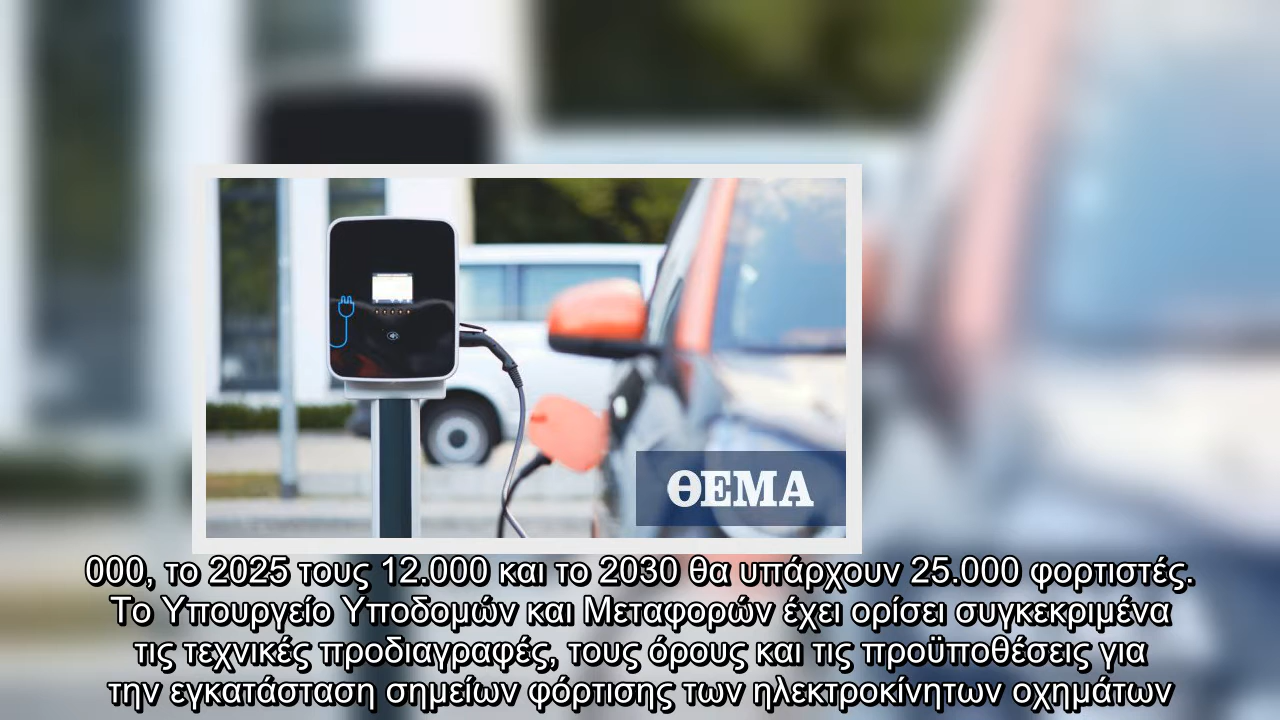 ΘΕΜΑ
000, το 2025 τους 12.000 και το 2030 θα υπάρχουν 25.000 φορτιστές.
Το Υπουργείο Υποδομών και Μεταφορών έχει ορίσει συγκεκριμένα
τις τεχνικές προδιαγραφές, τους όρους και τις προϋποθέσεις για
την εγκατάσταση σημείων φόρτισης των ηλεκτροκίνητων οχημάτων